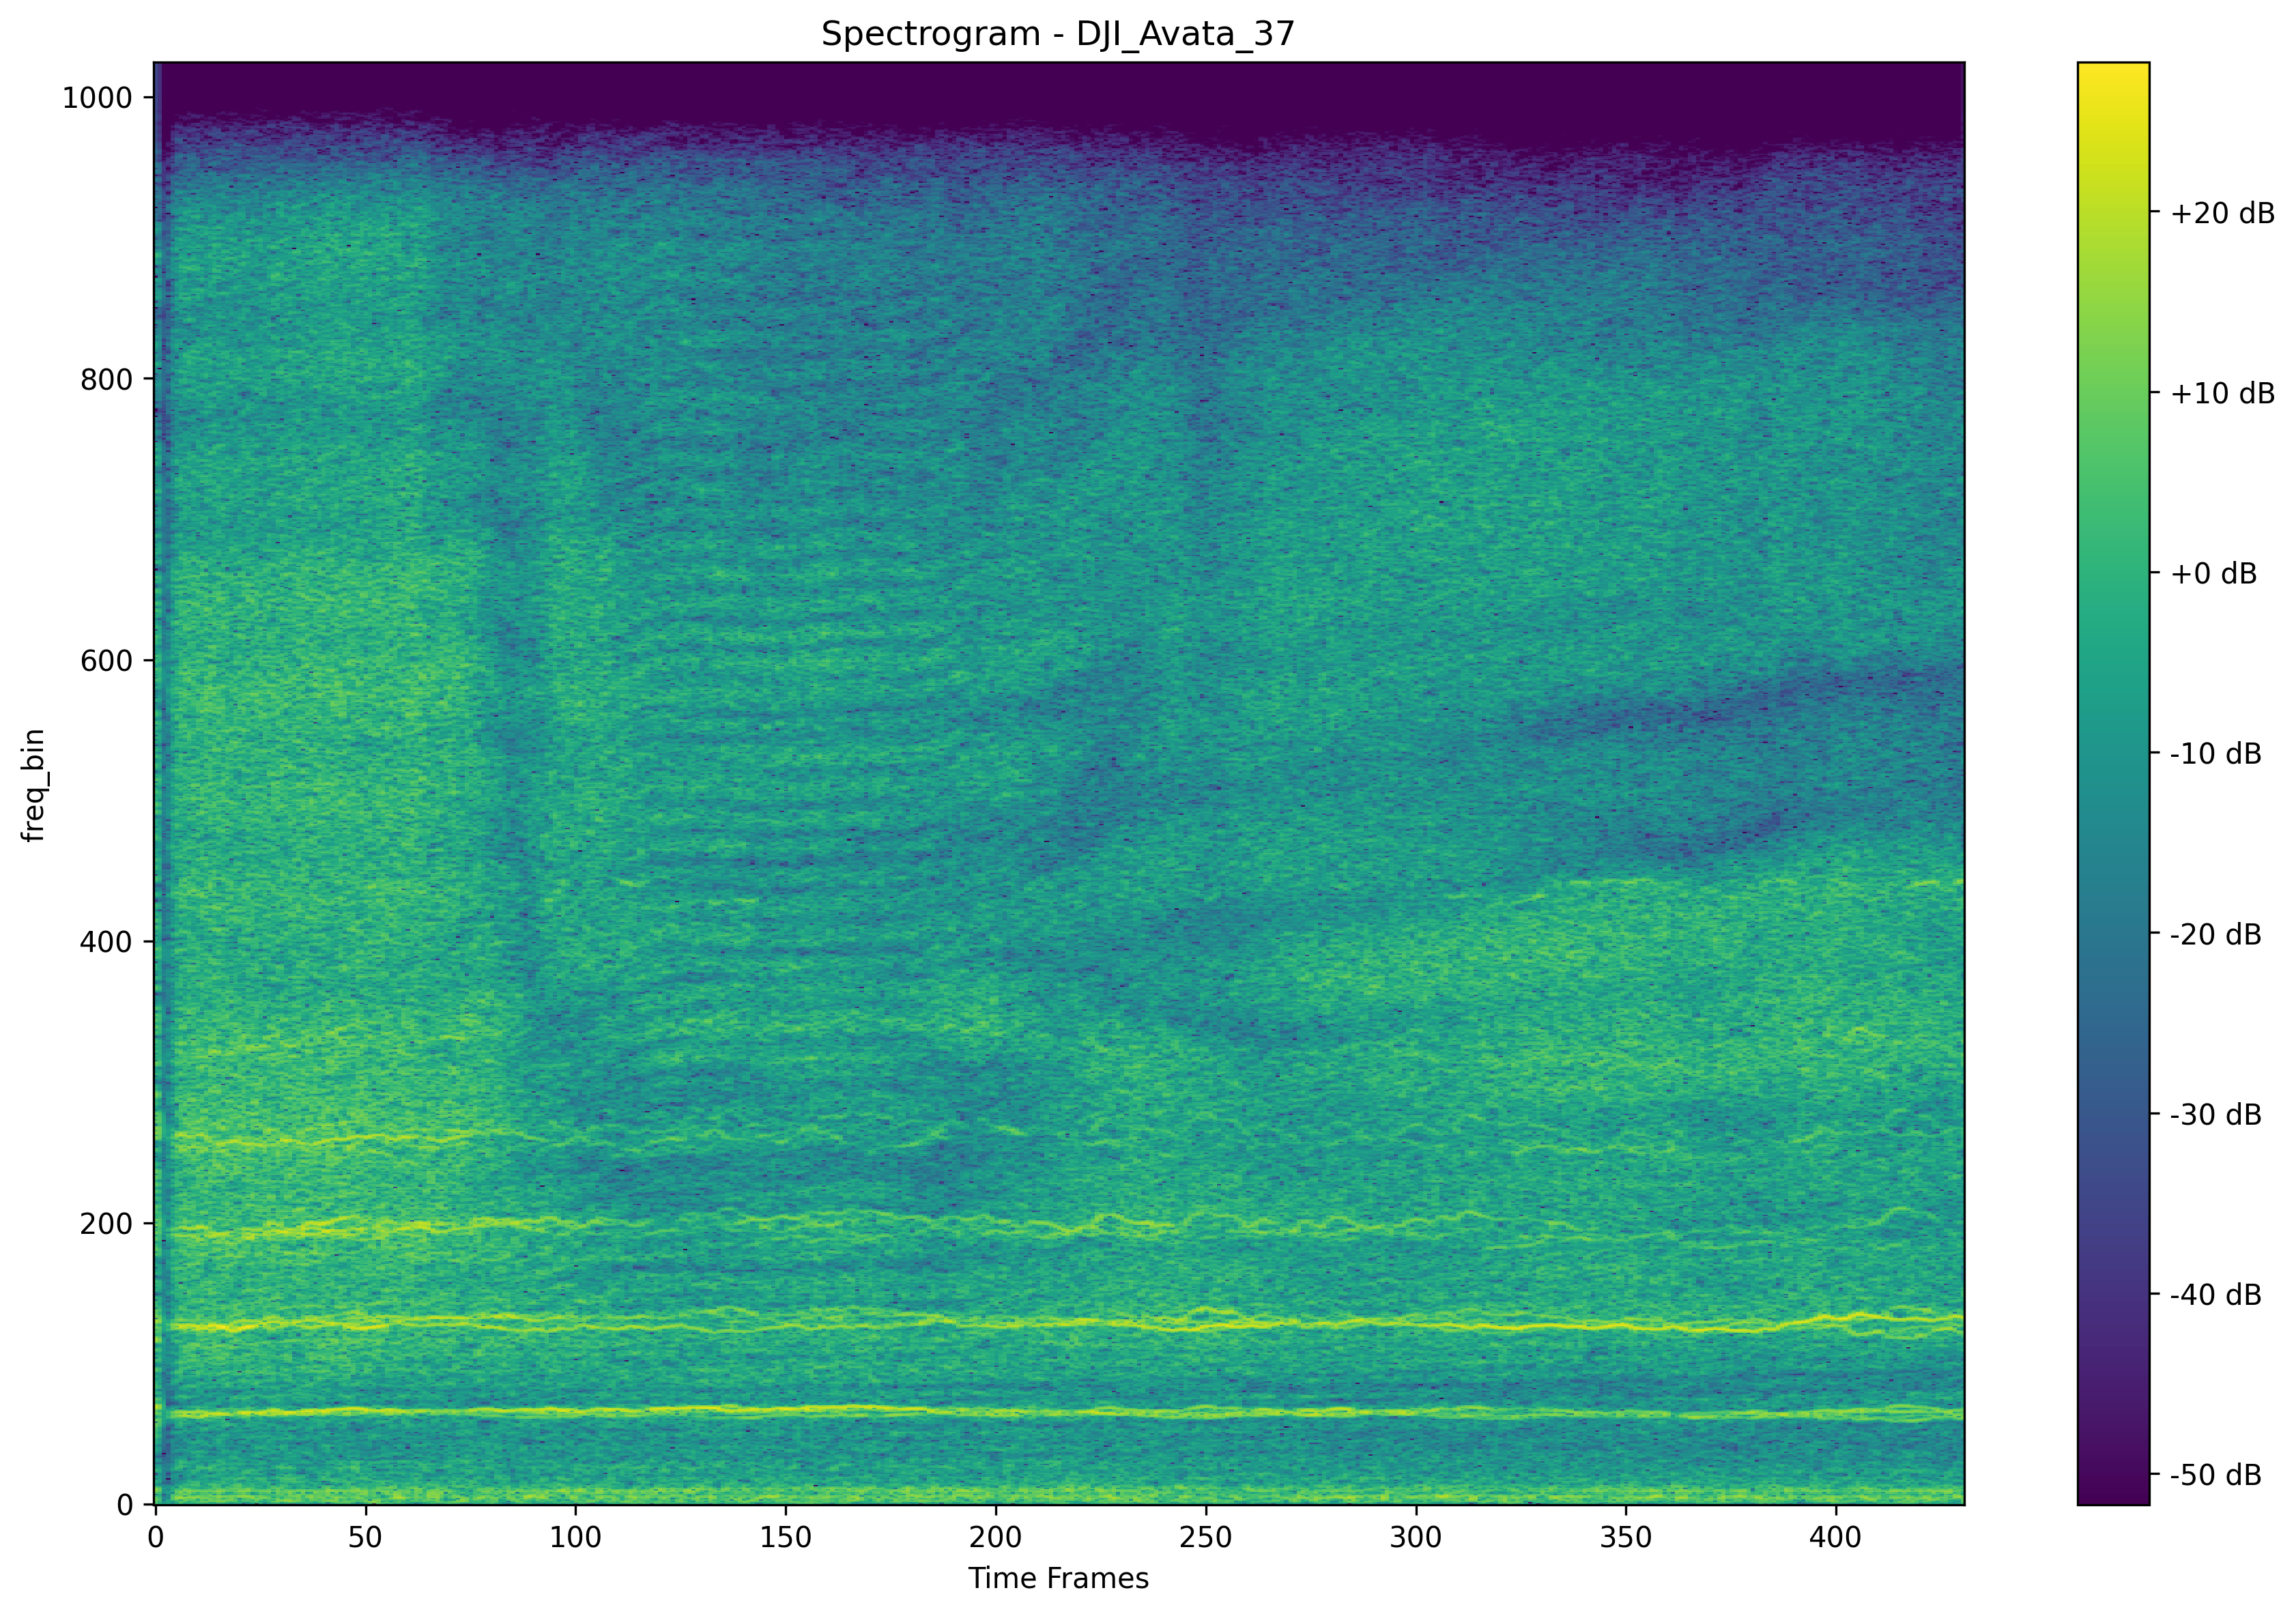 Spectrogram - DJI_Avata_37
1000
800
600
400
200
0
freq_bin
0 50 100 150 200 250 300 350 400
Time Frames
+20 dB
+10 dB
+0 dB
-10 dB
-20 dB
-30 dB
-40 dB
-50 dB